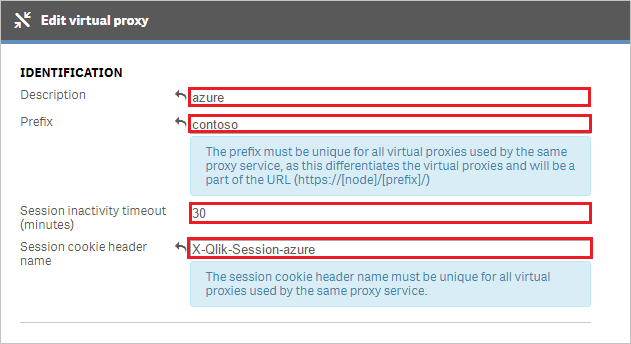 Edit virtual proxy
IDENTIFICATION
Description
azure
Prefix
contoso
The prefix must be unique for all virtual proxies used by the same
proxy service, as this differentiates the virtual proxies and will be a
part of the URL (https://[node]/[prefix]/)
Session inactivity timeout
(minutes)
30
Session cookie header
name
X-Qlik-Session-azure
The session cookie header name must be unique for all virtual
proxies used by the same proxy service.